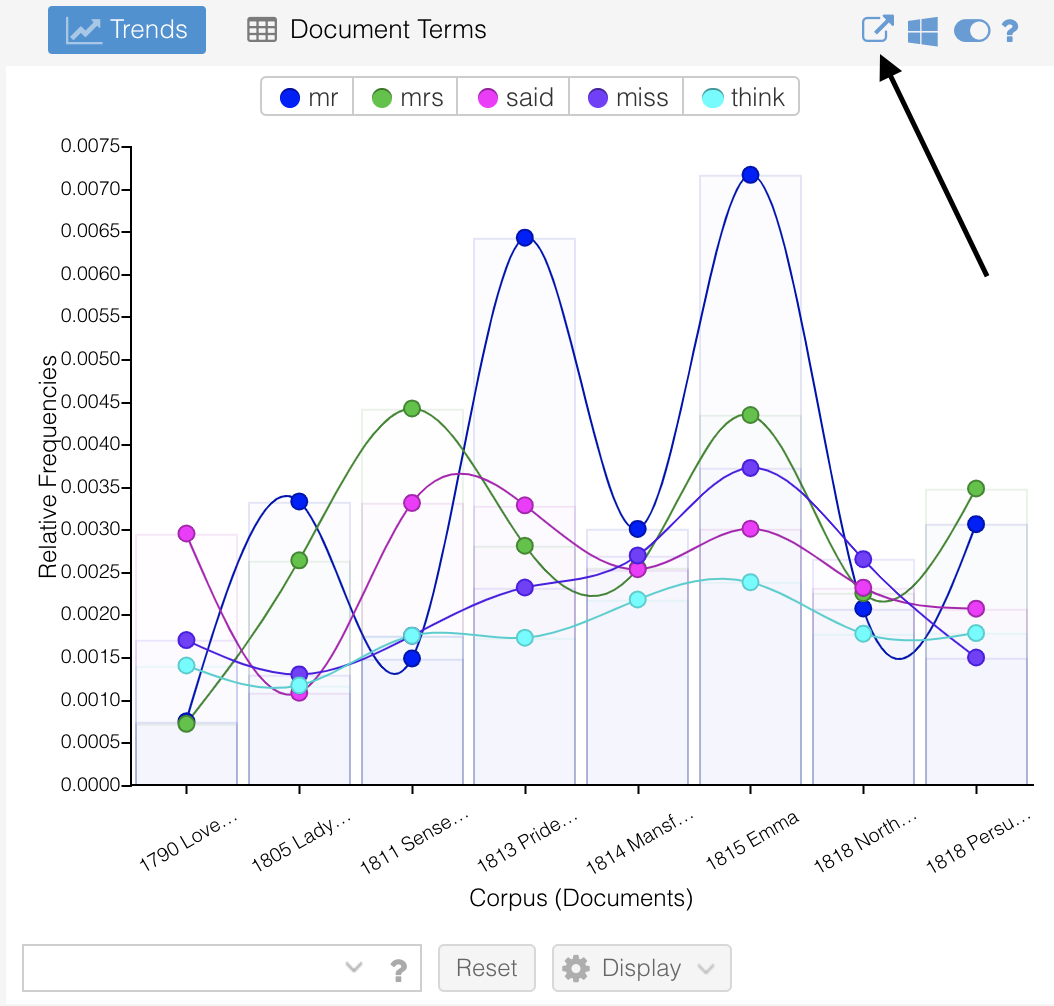 Trends Document Terms ?
mr mrs said miss think
0.0075
0.0070
0.0065
0.0060
0.0055
0.0050
0.0045
0.0040
0.0035
0.0030
0.0025
0.0020
0.0015
0.0010
0.0005
0.0000
Relative Frequencies
1790 Love...
1805 Lady...
1811 Sense...
1813 Pride...
1814 Mansf...
1815 Emma
1818 North...
1818 Persu...
Corpus (Documents)
? Reset Display